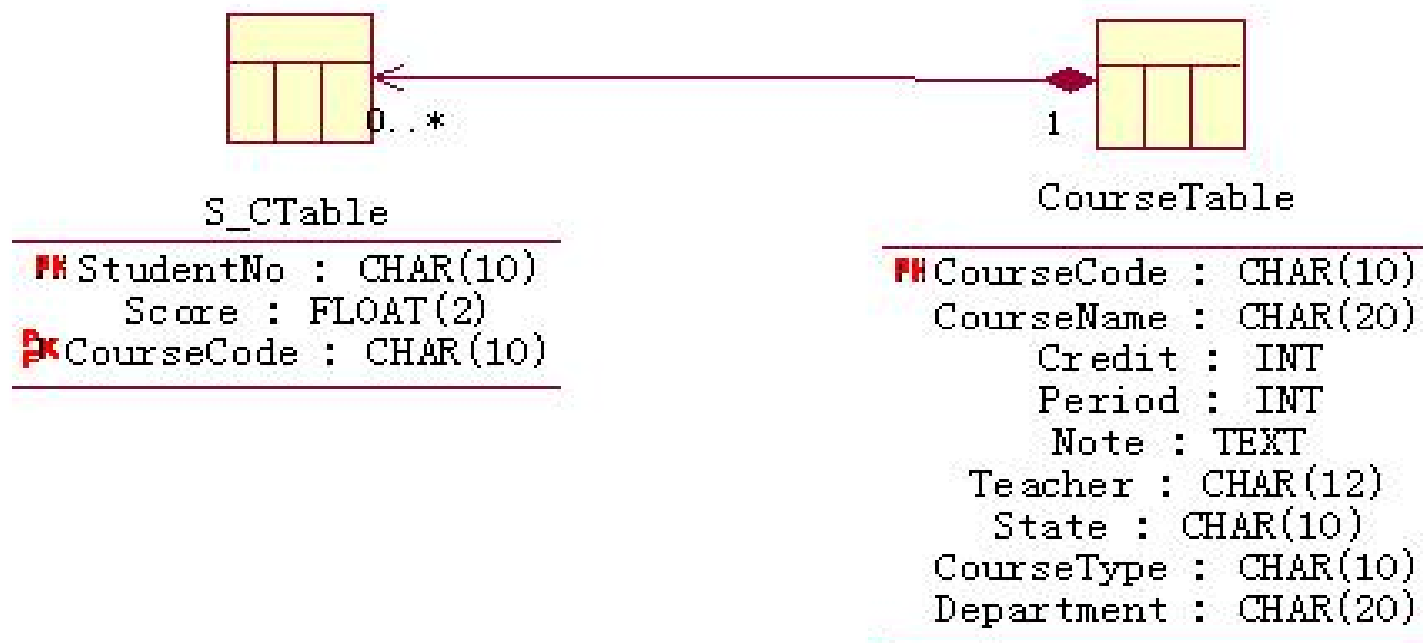 0..*
1
S_CTable
PK StudentNo : CHAR(10)
Score : FLOAT(2)
PFK CourseCode : CHAR(10)
CourseTable
PK CourseCode : CHAR(10)
CourseName : CHAR(20)
Credit : INT
Period : INT
Note : TEXT
Teacher : CHAR(12)
State : CHAR(10)
CourseType : CHAR(10)
Department : CHAR(20)